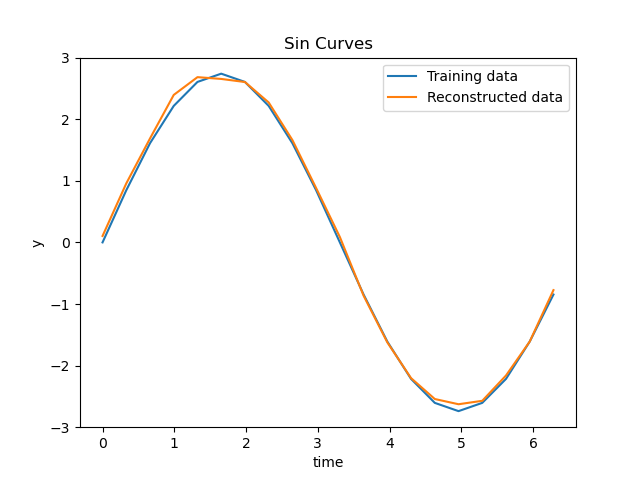 Sin Curves
Training data
Reconstructed data
3
2
1
0
−1
−2
−3
y
0 1 2 3 4 5 6
time